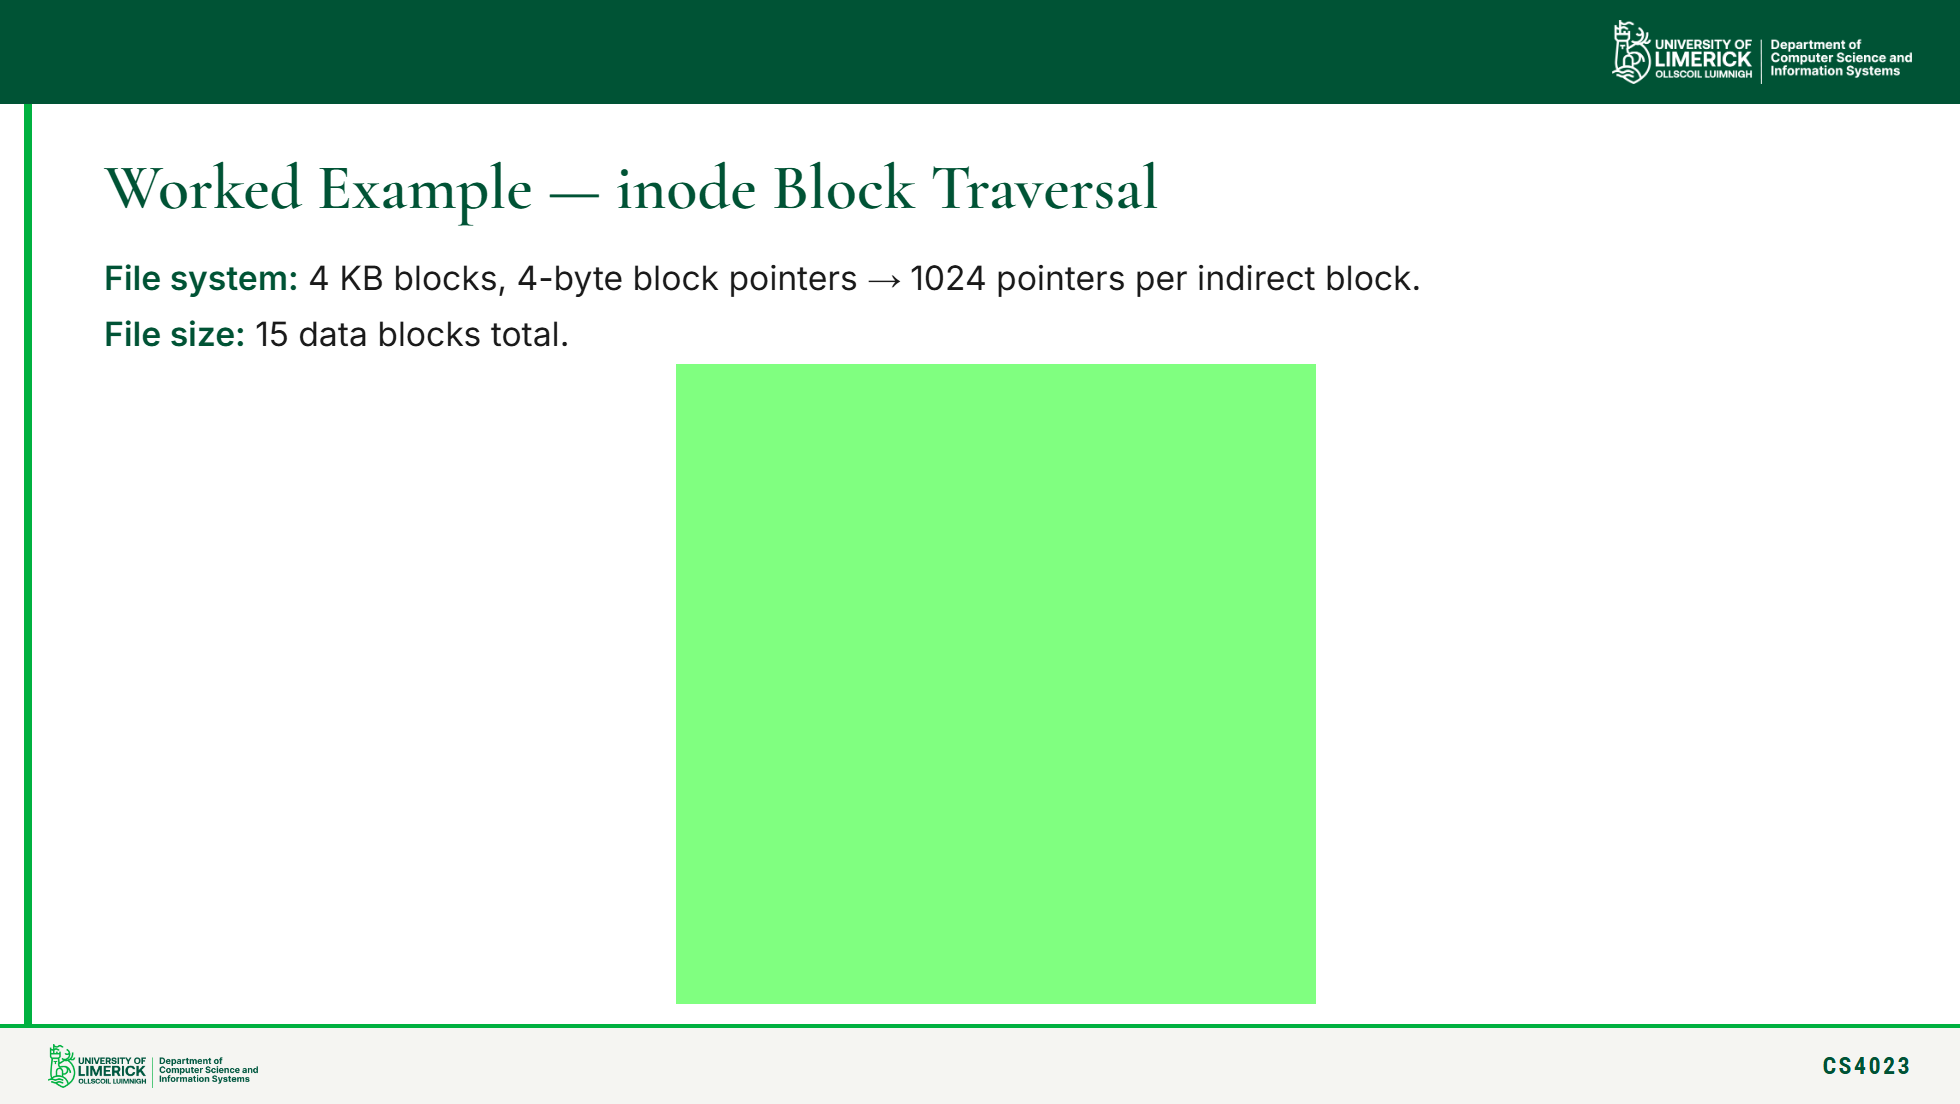 UNIVERSITY OF
LIMERICK
OLLSCOIL LUIMNIGH
Department of
Computer Science and
Information Systems
Worked Example — inode Block Traversal
File system: 4 KB blocks, 4-byte block pointers → 1024 pointers per indirect block.
File size: 15 data blocks total.
UNIVERSITY OF
LIMERICK
OLLSCOIL LUIMNIGH
Department of
Computer Science and
Information Systems
CS4023